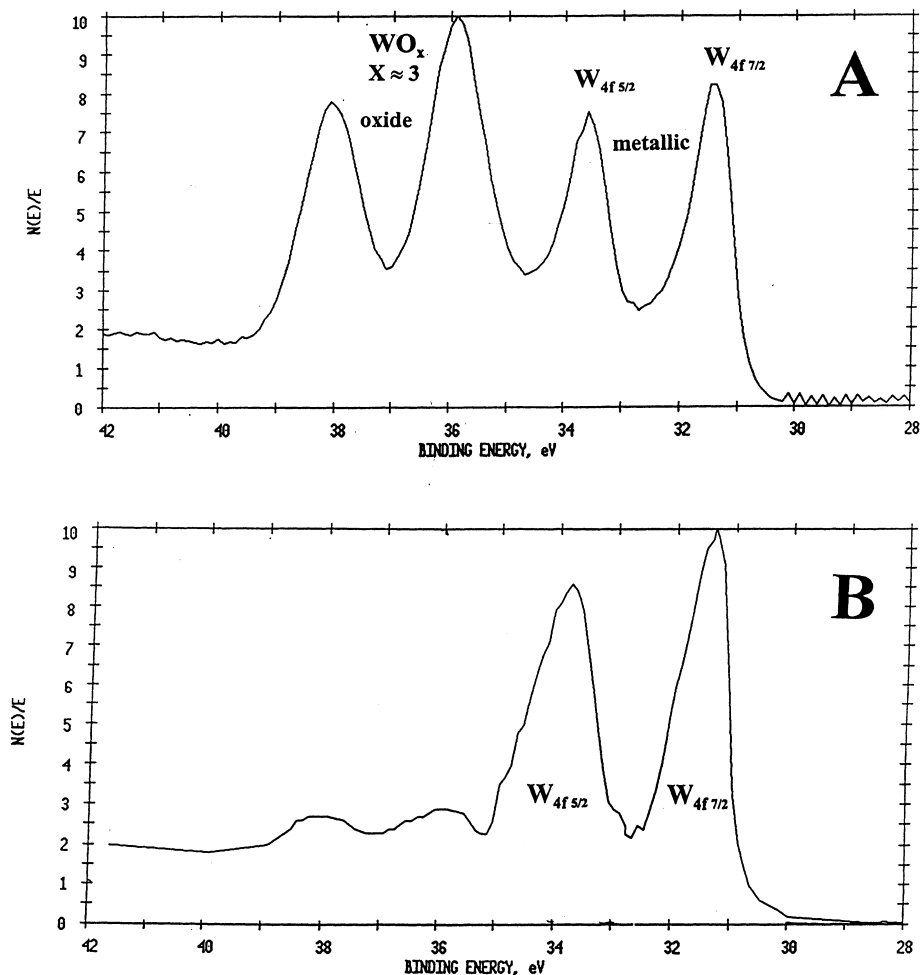 10
9
8
7
6
5
4
3
2
1
0
N(E)/E
WOₓ
X ≈ 3
oxide
W4f 5/2
metallic
W4f 7/2
A
42 40 38 36 34 32 30 28
BINDING ENERGY, eV
10
9
8
7
6
5
4
3
2
1
0
N(E)/E
B
W4f 5/2
W4f 7/2
42 40 38 36 34 32 30 28
BINDING ENERGY, eV